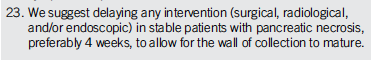 23. We suggest delaying any intervention (surgical, radiological,
and/or endoscopic) in stable patients with pancreatic necrosis,
preferably 4 weeks, to allow for the wall of collection to mature.